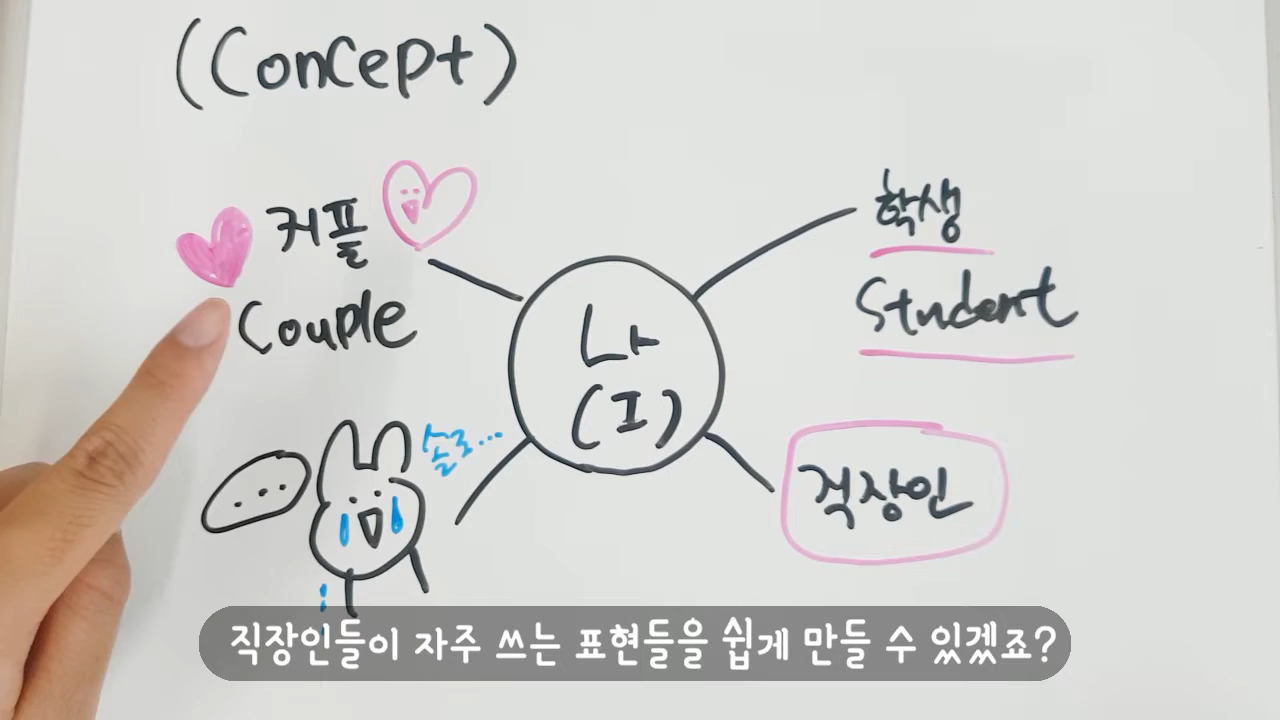 (Concept)
커플
Couple
학생
Student
나
(I)
솔로...
...
직장인
직장인들이 자주 쓰는 표현들을 쉽게 만들 수 있겠죠?